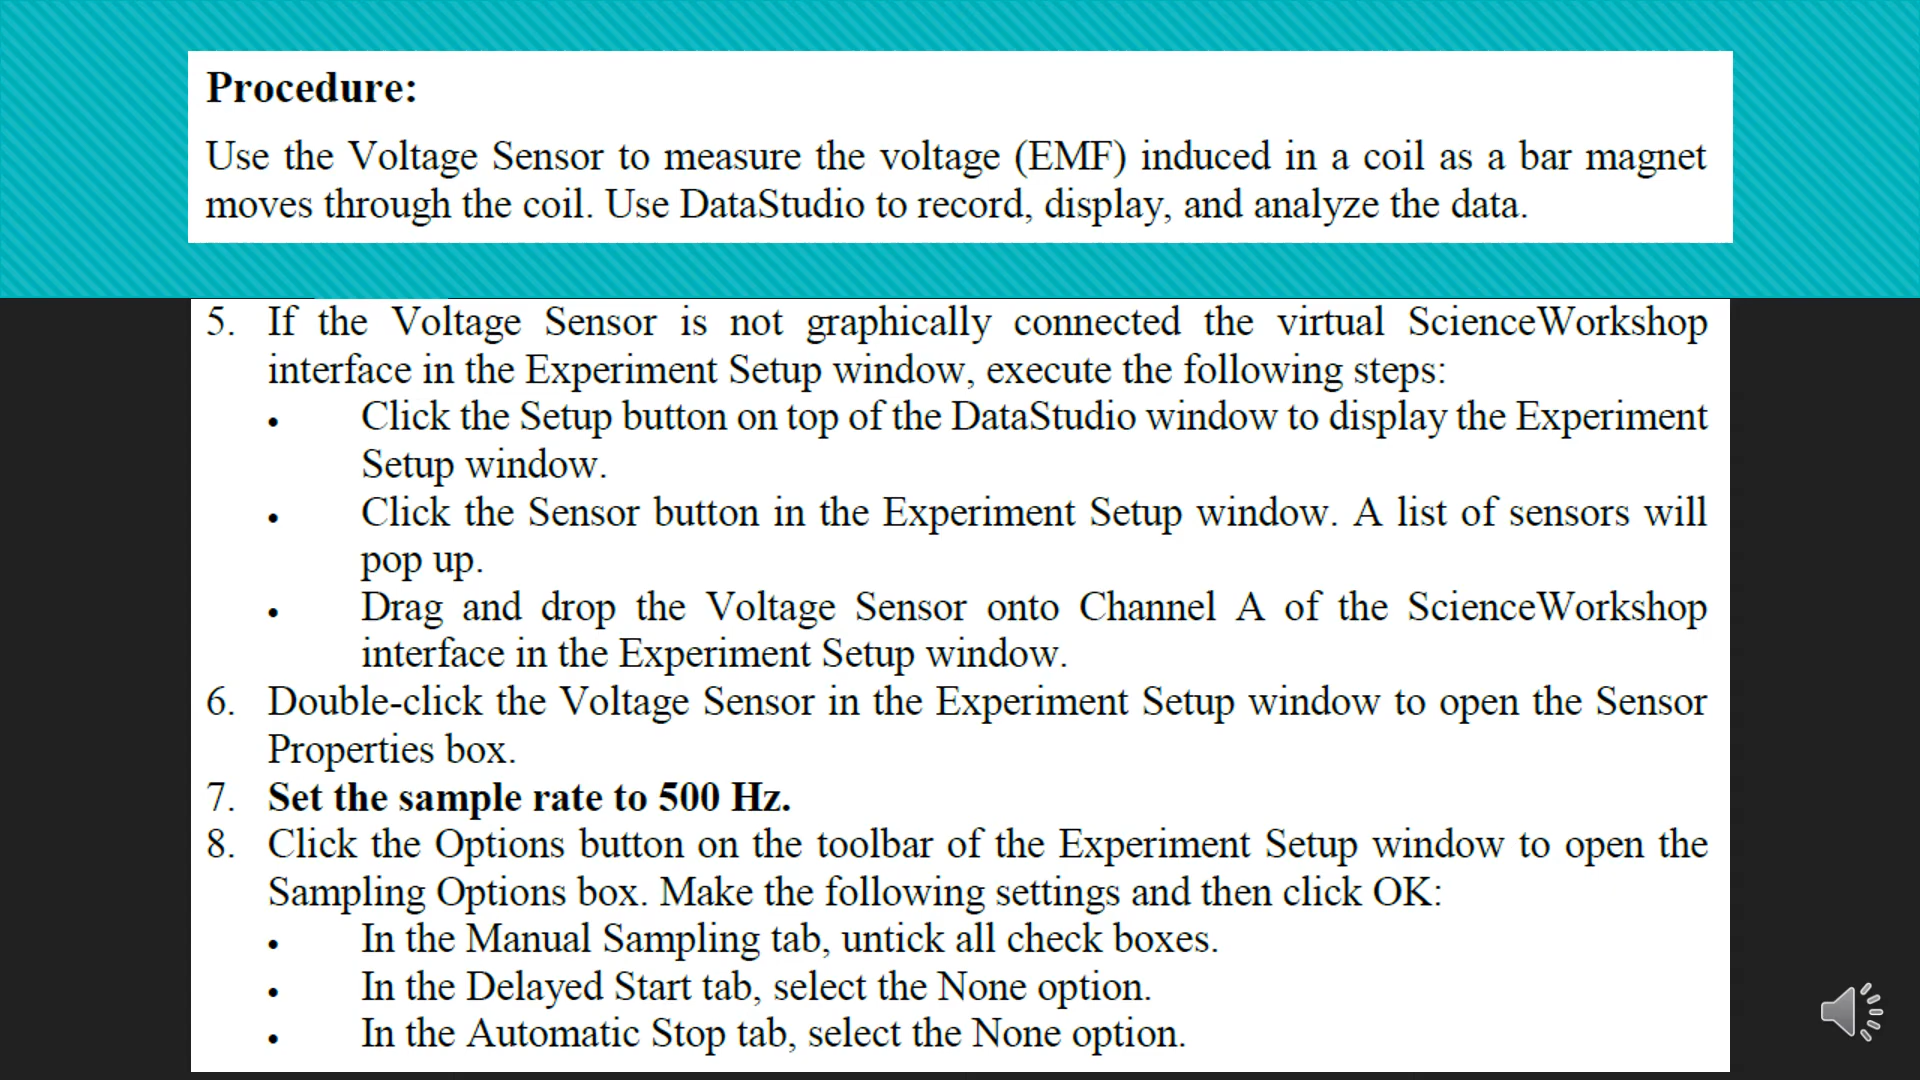 Procedure:
Use the Voltage Sensor to measure the voltage (EMF) induced in a coil as a bar magnet
moves through the coil. Use DataStudio to record, display, and analyze the data.
5. If the Voltage Sensor is not graphically connected the virtual ScienceWorkshop
interface in the Experiment Setup window, execute the following steps:
• Click the Setup button on top of the DataStudio window to display the Experiment
Setup window.
• Click the Sensor button in the Experiment Setup window. A list of sensors will
pop up.
• Drag and drop the Voltage Sensor onto Channel A of the ScienceWorkshop
interface in the Experiment Setup window.
6. Double-click the Voltage Sensor in the Experiment Setup window to open the Sensor
Properties box.
7. Set the sample rate to 500 Hz.
8. Click the Options button on the toolbar of the Experiment Setup window to open the
Sampling Options box. Make the following settings and then click OK:
• In the Manual Sampling tab, untick all check boxes.
• In the Delayed Start tab, select the None option.
• In the Automatic Stop tab, select the None option.